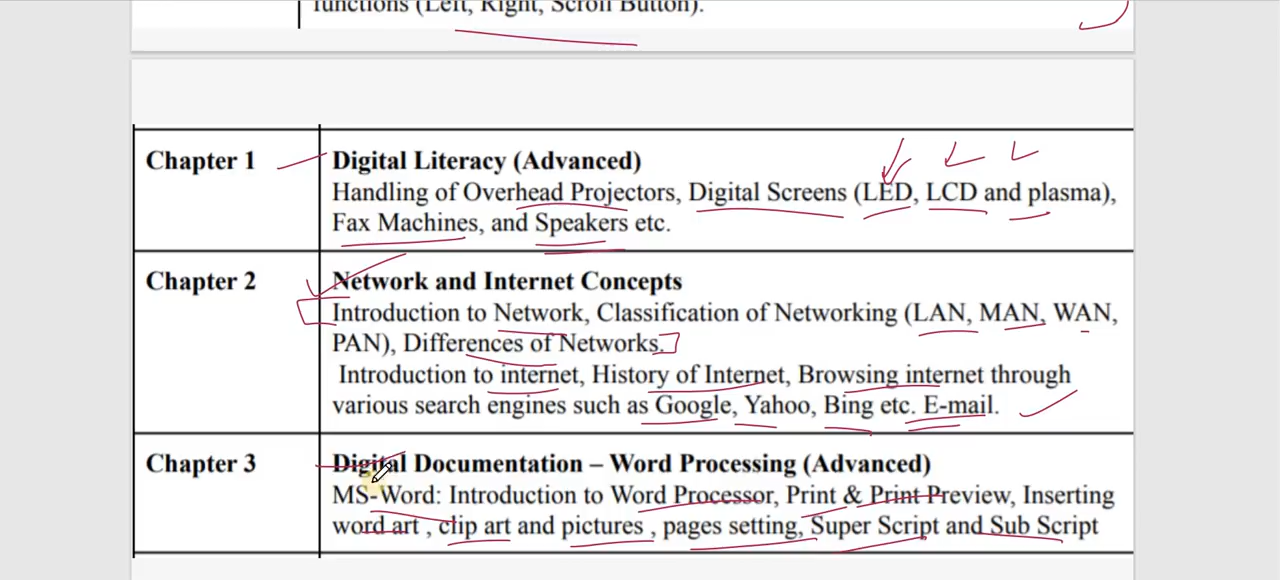 functions (Left, Right, Scroll Button).
Chapter 1
Digital Literacy (Advanced)
Handling of Overhead Projectors, Digital Screens (LED, LCD and plasma),
Fax Machines, and Speakers etc.
Chapter 2
Network and Internet Concepts
Introduction to Network, Classification of Networking (LAN, MAN, WAN,
PAN), Differences of Networks.
Introduction to internet, History of Internet, Browsing internet through
various search engines such as Google, Yahoo, Bing etc. E-mail.
Chapter 3
Digital Documentation – Word Processing (Advanced)
MS-Word: Introduction to Word Processor, Print & Print Preview, Inserting
word art , clip art and pictures , pages setting, Super Script and Sub Script